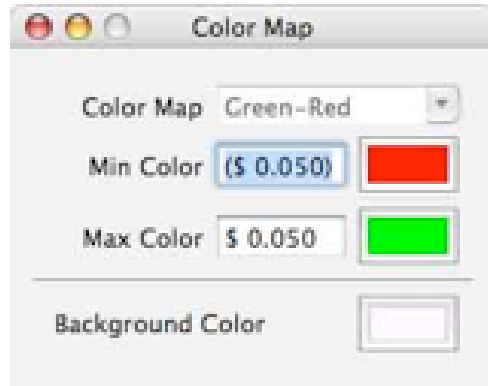 Color Map
Color Map Green-Red
Min Color ($ 0.050)
Max Color $ 0.050
Background Color